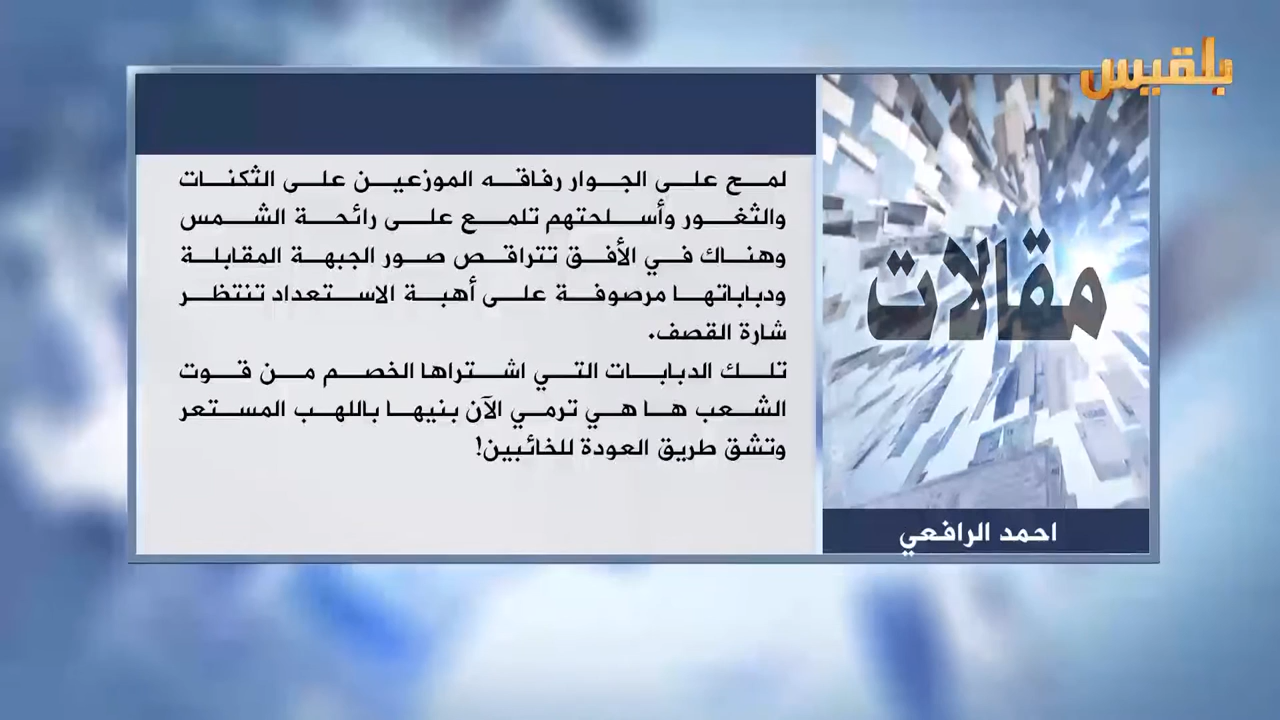 بلقيس
مقالات
احمد الرافعي
لمح على الجوار رفاقه الموزعين على الثكنات
والثغور وأسلحتهم تلمع على رائحة الشمس
وهناك في الأفق تتراقص صور الجبهة المقابلة
ودباباتها مرصوفة على أهبة الاستعداد تنتظر
شارة القصف.
تلك الدبابات التي اشتراها الخصم من قوت
الشعب ها هي ترمي الآن بنيها باللهب المستعر
وتشق طريق العودة للخائبين!